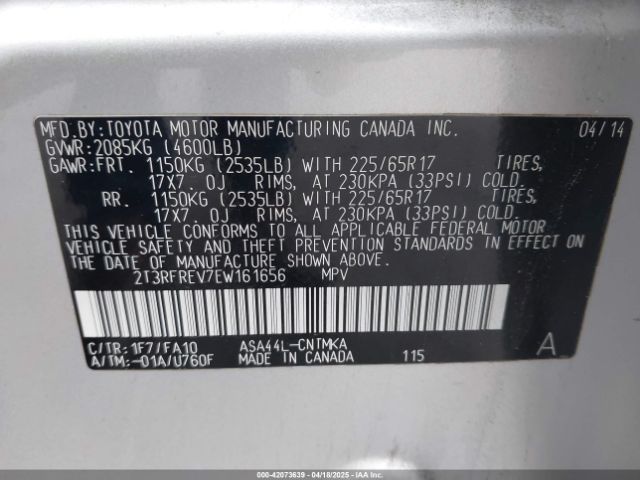 MFD.BY:TOYOTA MOTOR MANUFACTURING CANADA INC. 04/14
GVWR:2085KG (4600LB)
GAWR:FRT. 1150KG (2535LB) WITH 225/65R17 TIRES,
17X7.0J RIMS, AT 230KPA (33PSI) COLD.
RR. 1150KG (2535LB) WITH 225/65R17 TIRES,
17X7.0J RIMS, AT 230KPA (33PSI) COLD.
THIS VEHICLE CONFORMS TO ALL APPLICABLE FEDERAL MOTOR
VEHICLE SAFETY AND THEFT PREVENTION STANDARDS IN EFFECT ON
THE DATE OF MANUFACTURE SHOWN ABOVE.
2T3RFREV7EW161656 MPV
C/TR:1F7/FA10 ASA44L-CNTMKA A
A/TM:-01A/U760F MADE IN CANADA 115
000-42073639 04/18/2025 IAA Inc.